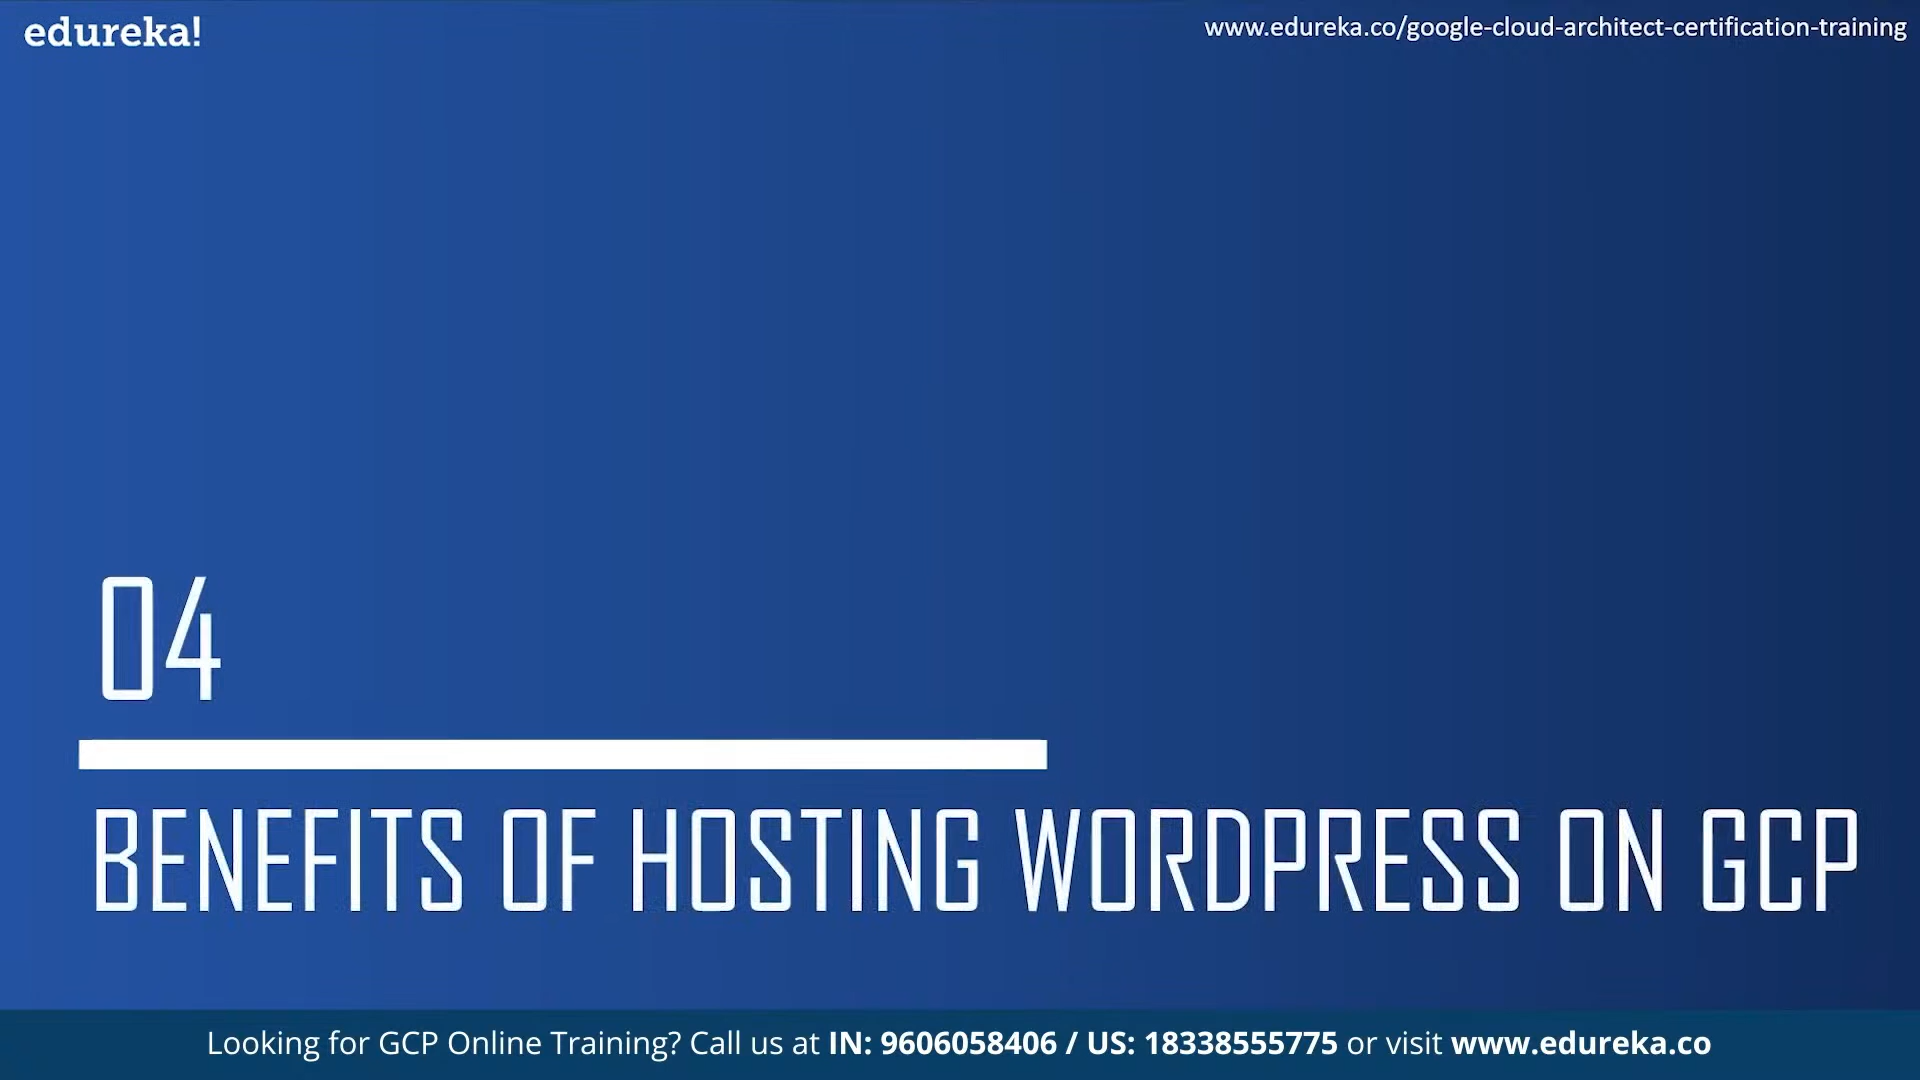 edureka!
www.edureka.co/google-cloud-architect-certification-training
04
BENEFITS OF HOSTING WORDPRESS ON GCP
Looking for GCP Online Training? Call us at IN: 9606058406 / US: 18338555775 or visit www.edureka.co